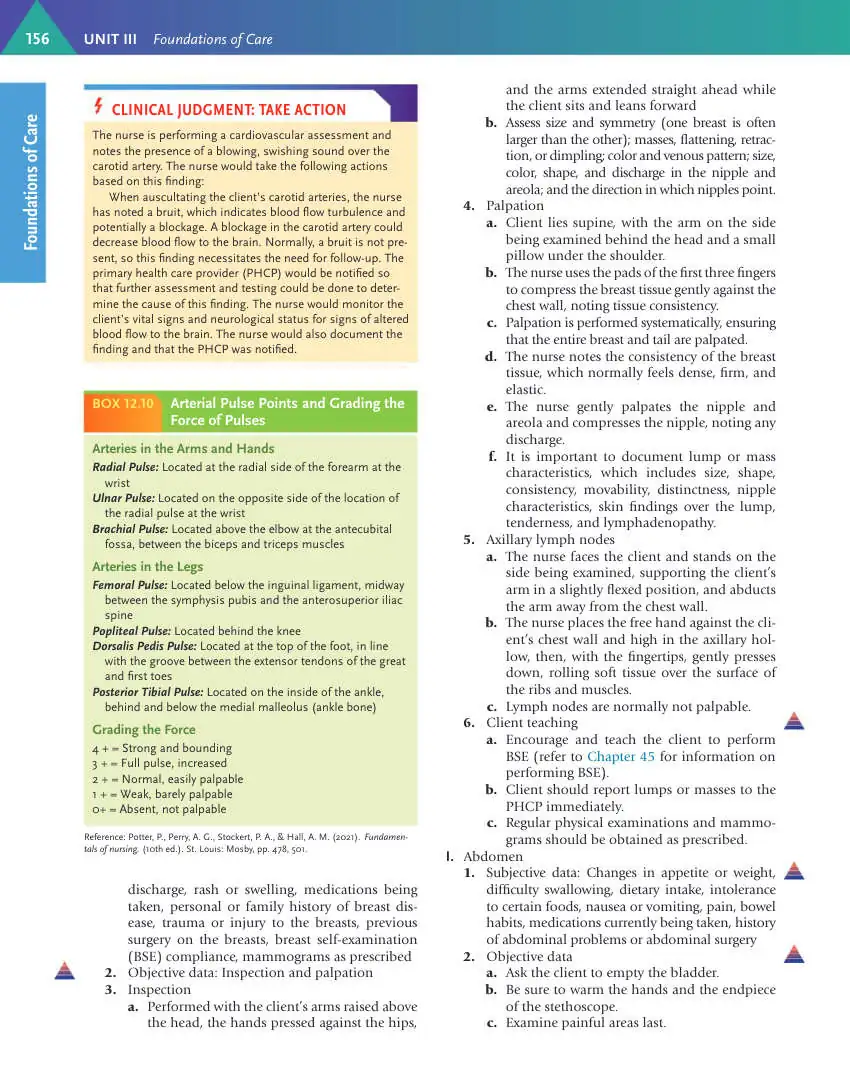 156
UNIT III Foundations of Care
Foundations of Care
CLINICAL JUDGMENT: TAKE ACTION
The nurse is performing a cardiovascular assessment and
notes the presence of a blowing, swishing sound over the
carotid artery. The nurse would take the following actions
based on this finding:
When auscultating the client's carotid arteries, the nurse
has noted a bruit, which indicates blood flow turbulence and
potentially a blockage. A blockage in the carotid artery could
decrease blood flow to the brain. Normally, a bruit is not pre-
sent, so this finding necessitates the need for follow-up. The
primary health care provider (PHCP) would be notified so
that further assessment and testing could be done to deter-
mine the cause of this finding. The nurse would monitor the
client's vital signs and neurological status for signs of altered
blood flow to the brain. The nurse would also document the
finding and that the PHCP was notified.
BOX 12.10 Arterial Pulse Points and Grading the
Force of Pulses
Arteries in the Arms and Hands
Radial Pulse: Located at the radial side of the forearm at the
wrist
Ulnar Pulse: Located on the opposite side of the location of
the radial pulse at the wrist
Brachial Pulse: Located above the elbow at the antecubital
fossa, between the biceps and triceps muscles
Arteries in the Legs
Femoral Pulse: Located below the inguinal ligament, midway
between the symphysis pubis and the anterosuperior iliac
spine
Popliteal Pulse: Located behind the knee
Dorsalis Pedis Pulse: Located at the top of the foot, in line
with the groove between the extensor tendons of the great
and first toes
Posterior Tibial Pulse: Located on the inside of the ankle,
behind and below the medial malleolus (ankle bone)
Grading the Force
4 + = Strong and bounding
3 + = Full pulse, increased
2 + = Normal, easily palpable
1 + = Weak, barely palpable
0+ = Absent, not palpable
Reference: Potter, P., Perry, A. G., Stockert, P. A., & Hall, A. M. (2021). Fundamen-
tals of nursing. (10th ed.). St. Louis: Mosby, pp. 478, 501.
discharge, rash or swelling, medications being
taken, personal or family history of breast dis-
ease, trauma or injury to the breasts, previous
surgery on the breasts, breast self-examination
(BSE) compliance, mammograms as prescribed
2. Objective data: Inspection and palpation
3. Inspection
a. Performed with the client's arms raised above
the head, the hands pressed against the hips,
and the arms extended straight ahead while
the client sits and leans forward
b. Assess size and symmetry (one breast is often
larger than the other); masses, flattening, retrac-
tion, or dimpling; color and venous pattern; size,
color, shape, and discharge in the nipple and
areola; and the direction in which nipples point.
4. Palpation
a. Client lies supine, with the arm on the side
being examined behind the head and a small
pillow under the shoulder.
b. The nurse uses the pads of the first three fingers
to compress the breast tissue gently against the
chest wall, noting tissue consistency.
c. Palpation is performed systematically, ensuring
that the entire breast and tail are palpated.
d. The nurse notes the consistency of the breast
tissue, which normally feels dense, firm, and
elastic.
e. The nurse gently palpates the nipple and
areola and compresses the nipple, noting any
discharge.
f. It is important to document lump or mass
characteristics, which includes size, shape,
consistency, movability, distinctness, nipple
characteristics, skin findings over the lump,
tenderness, and lymphadenopathy.
5. Axillary lymph nodes
a. The nurse faces the client and stands on the
side being examined, supporting the client's
arm in a slightly flexed position, and abducts
the arm away from the chest wall.
b. The nurse places the free hand against the cli-
ent's chest wall and high in the axillary hol-
low, then, with the fingertips, gently presses
down, rolling soft tissue over the surface of
the ribs and muscles.
c. Lymph nodes are normally not palpable.
6. Client teaching
a. Encourage and teach the client to perform
BSE (refer to Chapter 45 for information on
performing BSE).
b. Client should report lumps or masses to the
PHCP immediately.
c. Regular physical examinations and mammo-
grams should be obtained as prescribed.
I. Abdomen
1. Subjective data: Changes in appetite or weight,
difficulty swallowing, dietary intake, intolerance
to certain foods, nausea or vomiting, pain, bowel
habits, medications currently being taken, history
of abdominal problems or abdominal surgery
2. Objective data
a. Ask the client to empty the bladder.
b. Be sure to warm the hands and the endpiece
of the stethoscope.
c. Examine painful areas last.